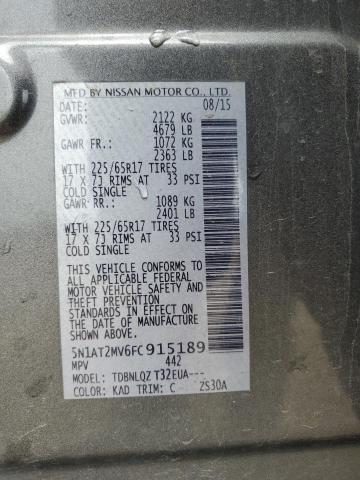 MFD BY NISSAN MOTOR CO., LTD.
DATE: 08/15
GVWR: 2122 KG
4679 LB
GAWR FR.: 1072 KG
2363 LB
WITH 225/65R17 TIRES
17 X 7J RIMS AT 33 PSI
COLD SINGLE
GAWR RR.: 1089 KG
2401 LB
WITH 225/65R17 TIRES
17 X 7J RIMS AT 33 PSI
COLD SINGLE
THIS VEHICLE CONFORMS TO
ALL APPLICABLE FEDERAL
MOTOR VEHICLE SAFETY
STANDARDS IN EFFECT ON
THE DATE OF MANUFACTURE
SHOWN ABOVE.
5N1AT2MV6FC915189
MPV 442
MODEL: TDBNLQZ T32EUA---
COLOR: KAD TRIM: C ZS30A